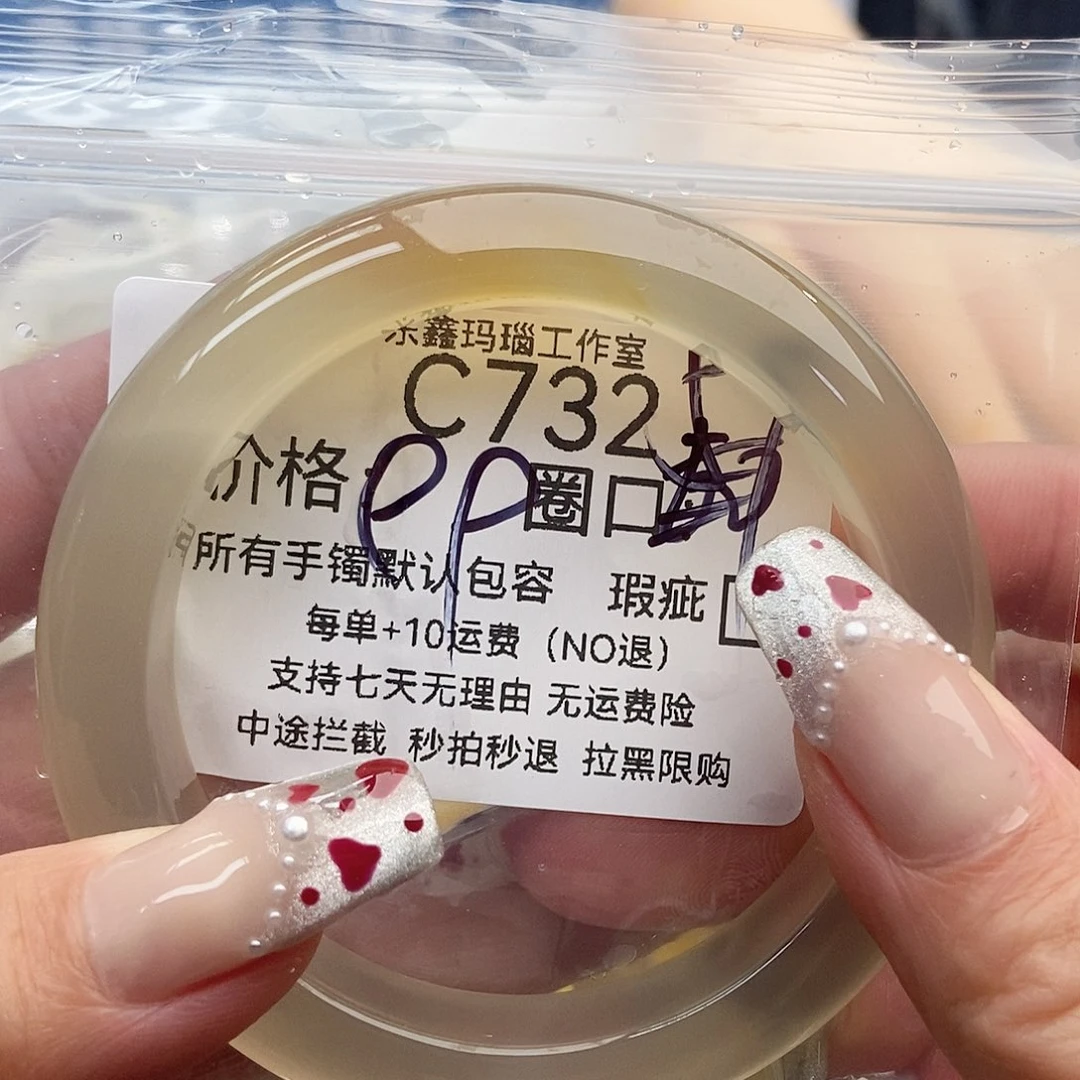 鑫玛瑙工作室
C732
价格: PP 圈口:
所有手镯默认包容 瑕疵
每单+10运费（NO退）
支持七天无理由 无运费险
中途拦截 秒拍秒退 拉黑限购